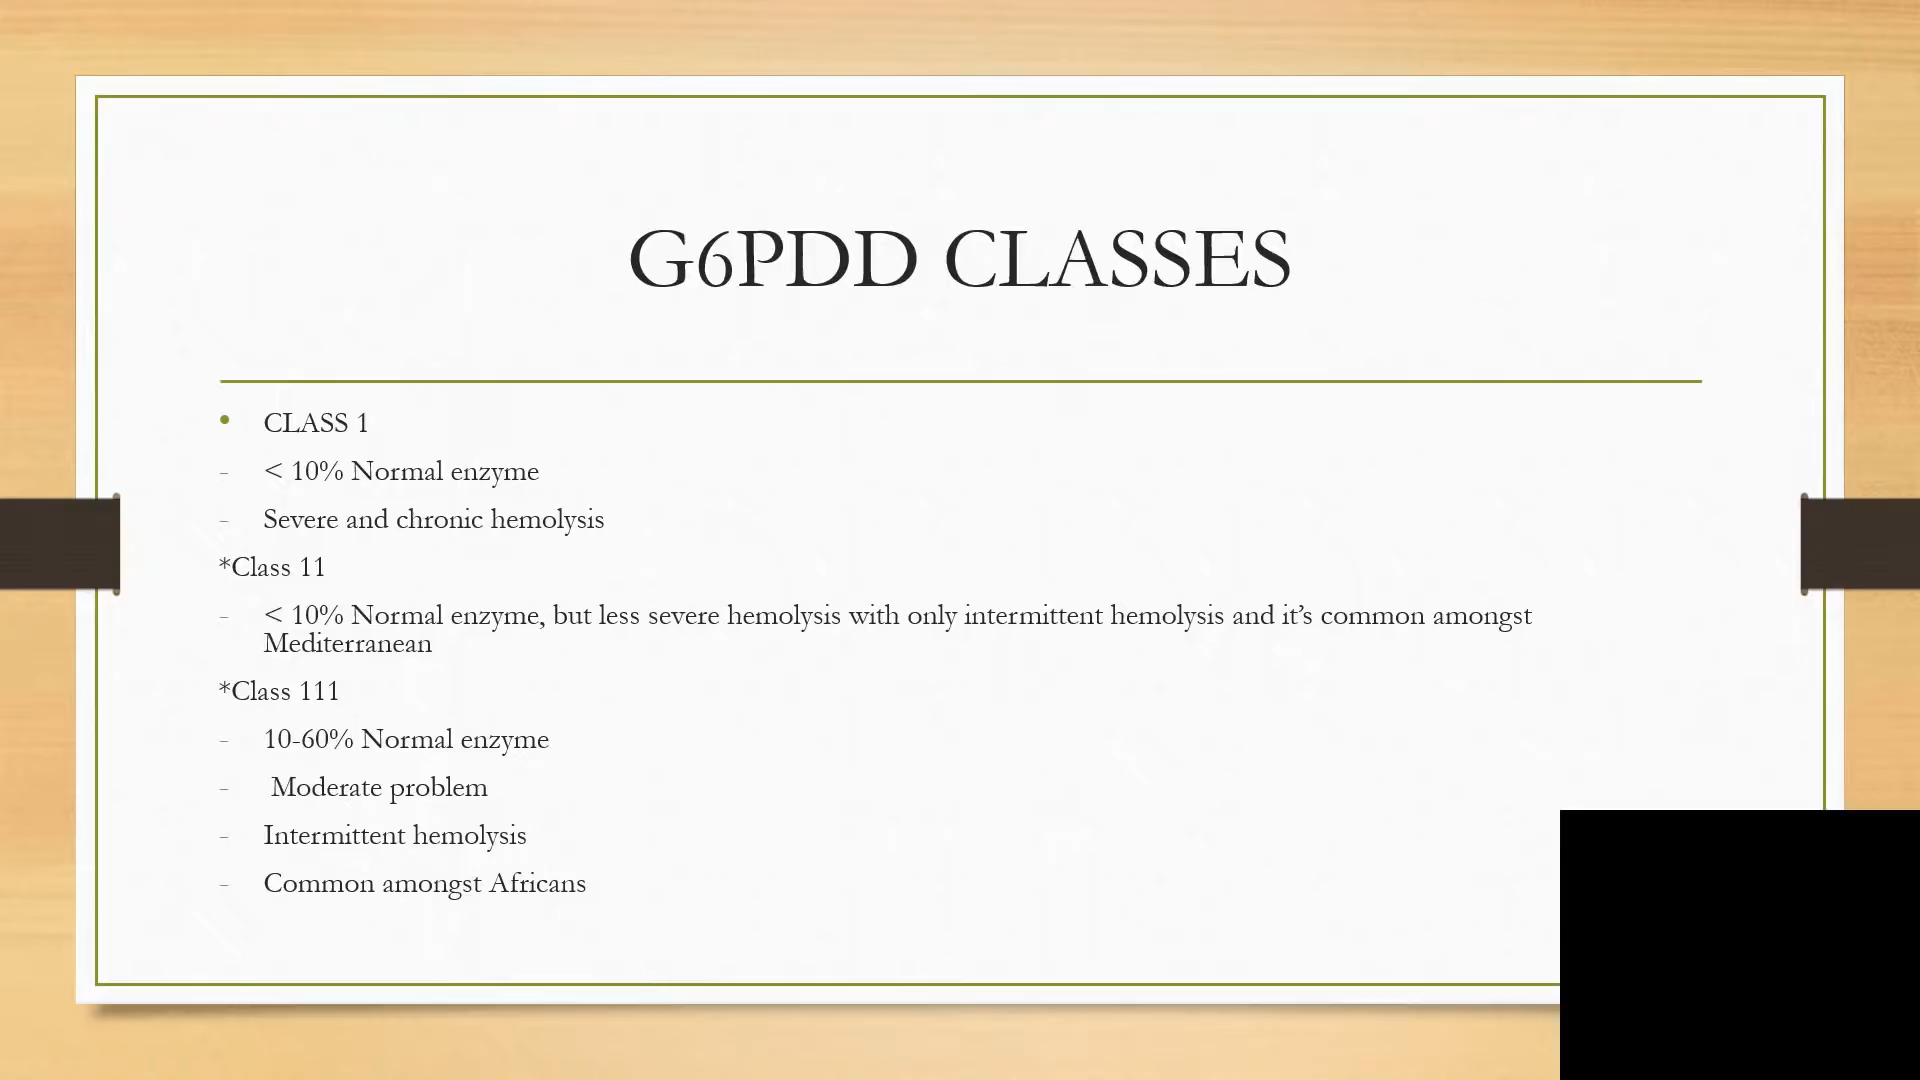 G6PDD CLASSES
• CLASS 1
- < 10% Normal enzyme
- Severe and chronic hemolysis
*Class 11
- < 10% Normal enzyme, but less severe hemolysis with only intermittent hemolysis and it’s common amongst
Mediterranean
*Class 111
- 10-60% Normal enzyme
- Moderate problem
- Intermittent hemolysis
- Common amongst Africans